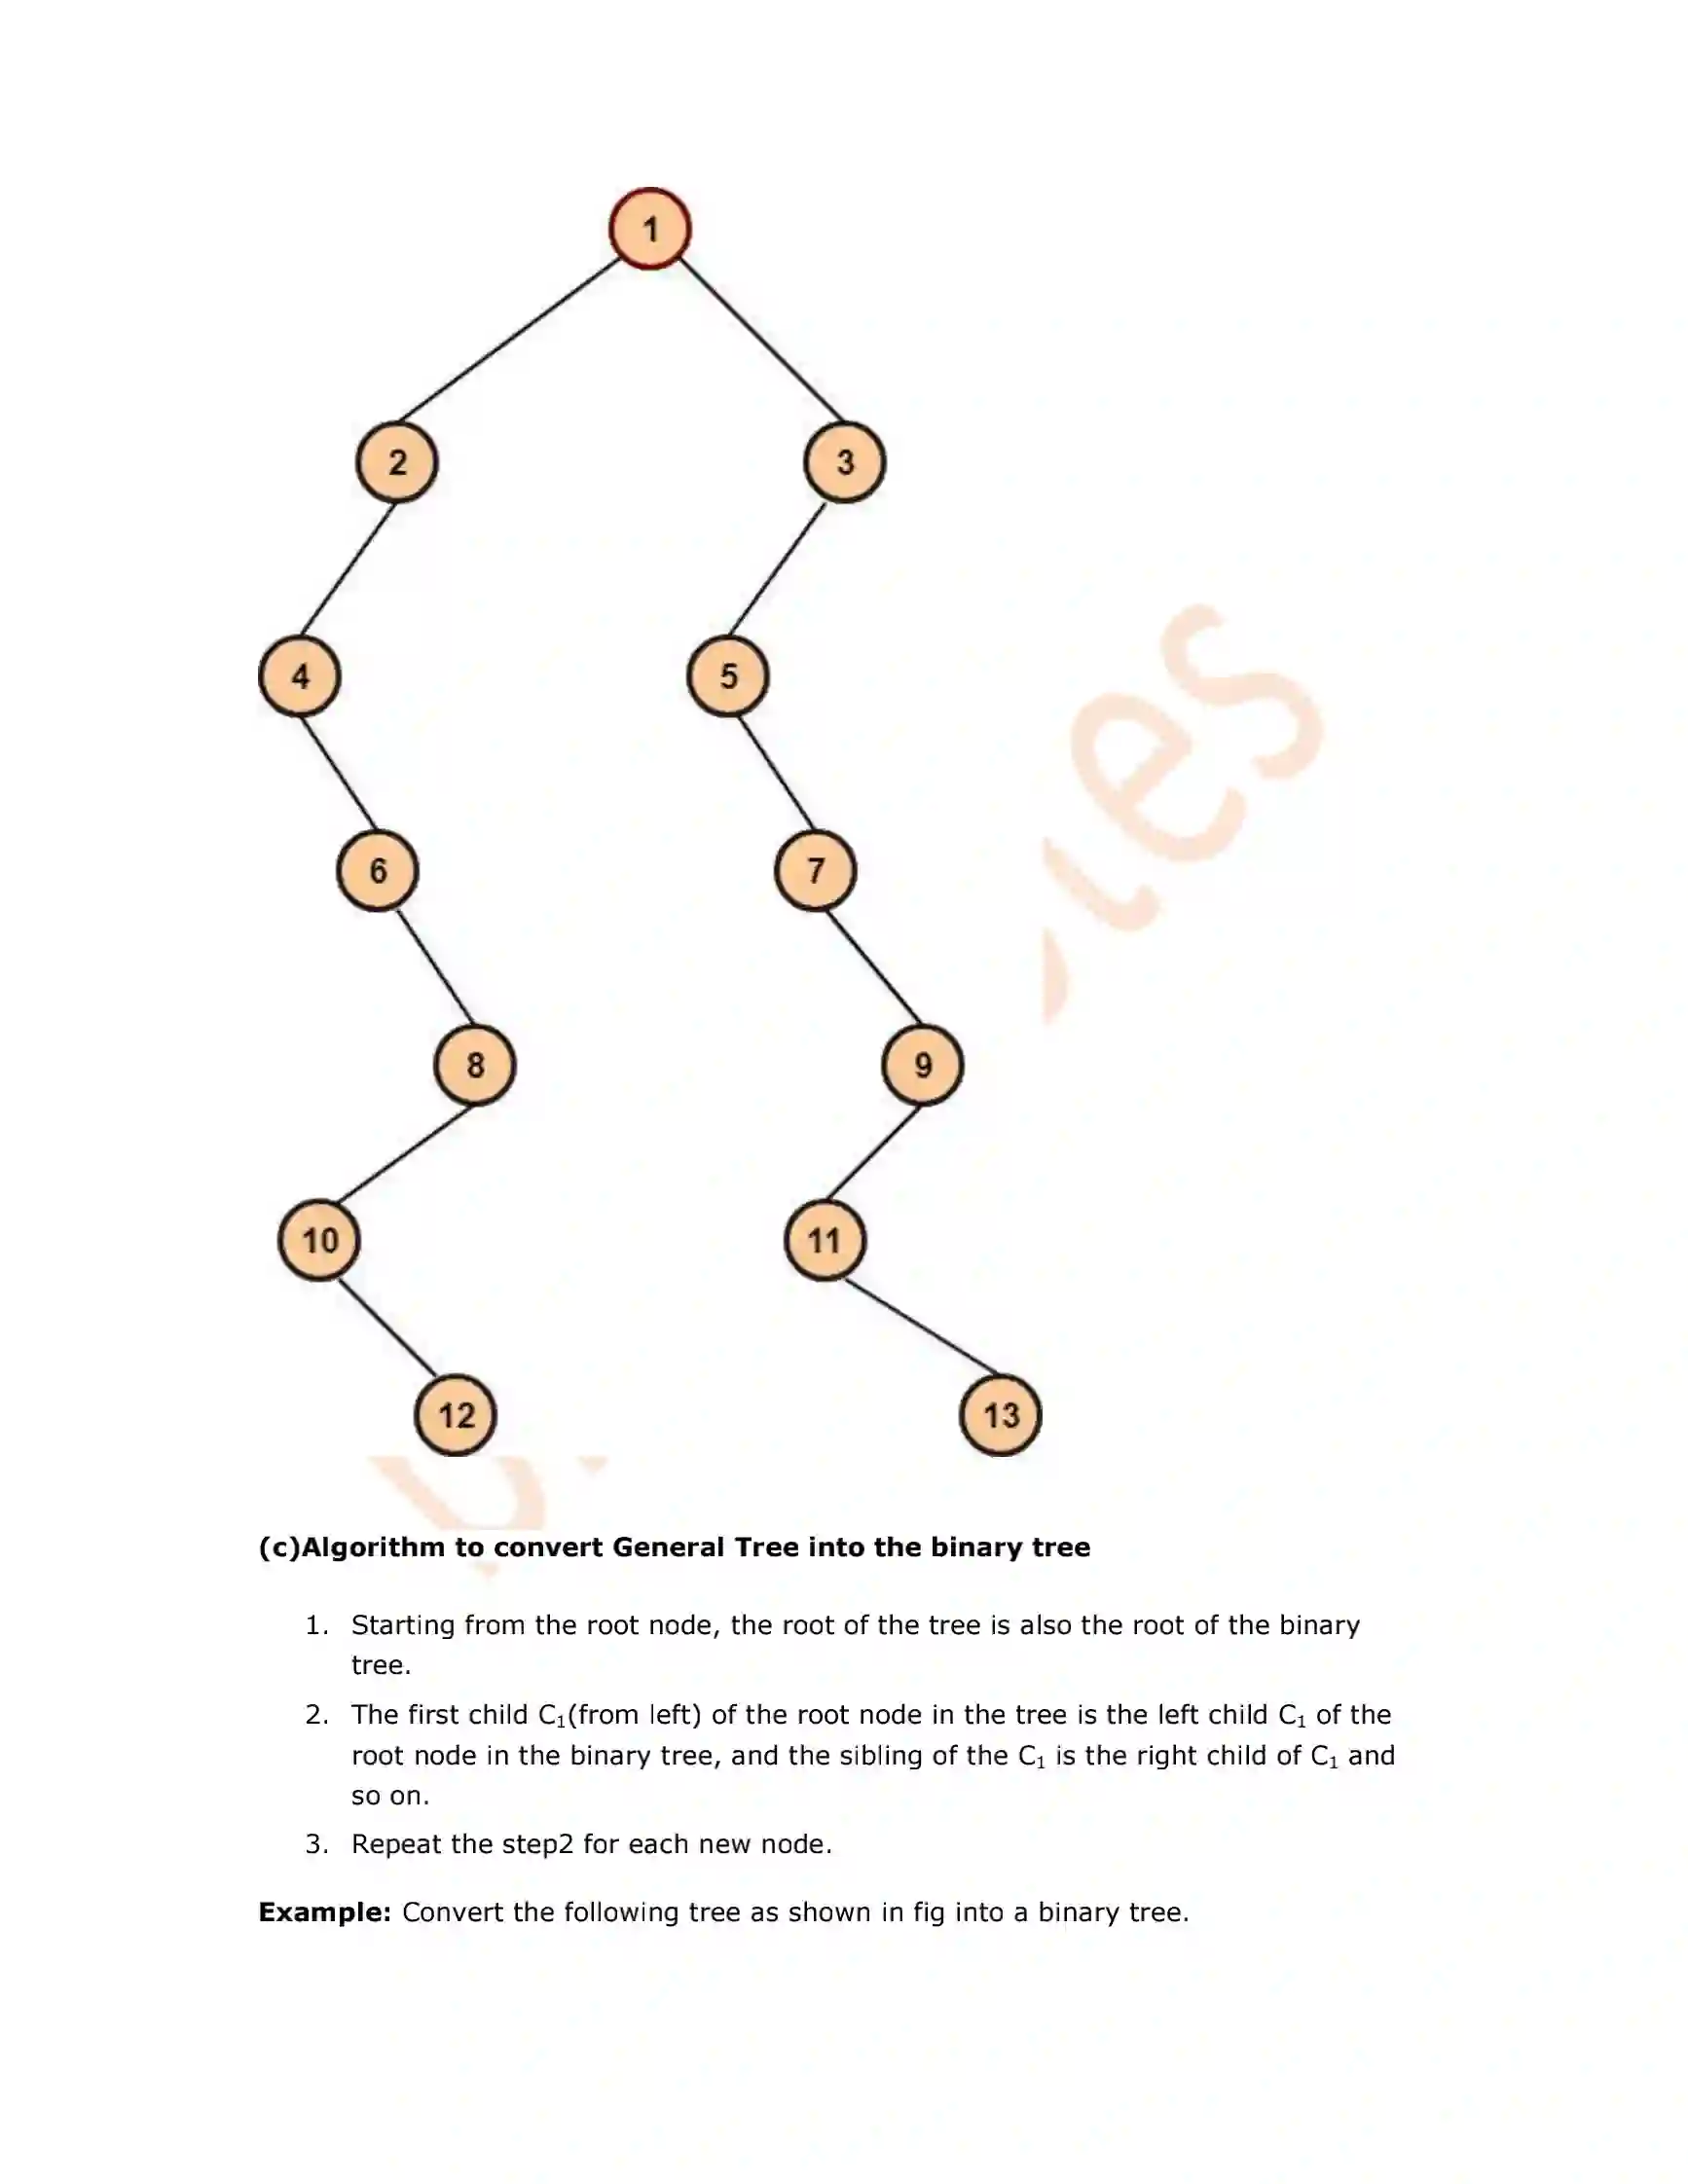 1
2
3
4
5
6
7
8
9
10
11
12
13
(c)Algorithm to convert General Tree into the binary tree
1. Starting from the root node, the root of the tree is also the root of the binary
tree.
2. The first child C₁(from left) of the root node in the tree is the left child C₁ of the
root node in the binary tree, and the sibling of the C₁ is the right child of C₁ and
so on.
3. Repeat the step2 for each new node.
Example: Convert the following tree as shown in fig into a binary tree.